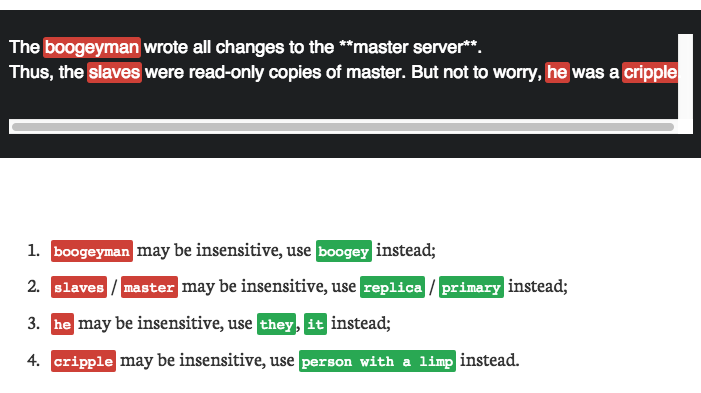 The boogeyman wrote all changes to the **master server**.
Thus, the slaves were read-only copies of master. But not to worry, he was a cripple
1. boogeyman may be insensitive, use boogey instead;
2. slaves / master may be insensitive, use replica / primary instead;
3. he may be insensitive, use they, it instead;
4. cripple may be insensitive, use person with a limp instead.